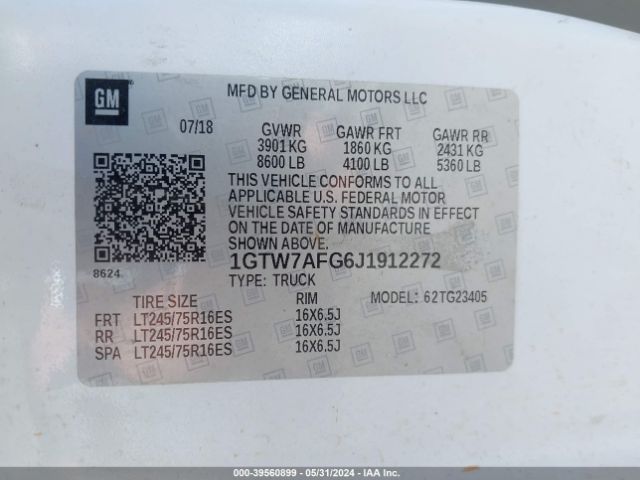 GM
MFD BY GENERAL MOTORS LLC
07/18 GVWR GAWR FRT GAWR RR
3901 KG 1860 KG 2431 KG
8600 LB 4100 LB 5360 LB
THIS VEHICLE CONFORMS TO ALL
APPLICABLE U.S. FEDERAL MOTOR
VEHICLE SAFETY STANDARDS IN EFFECT
ON THE DATE OF MANUFACTURE
SHOWN ABOVE.
8624 1GTW7AFG6J1912272
TYPE: TRUCK
TIRE SIZE RIM MODEL: 62TG23405
FRT LT245/75R16ES 16X6.5J
RR LT245/75R16ES 16X6.5J
SPA LT245/75R16ES 16X6.5J
COPART: 39560899 - 05/31/2024 - IAAI.COM